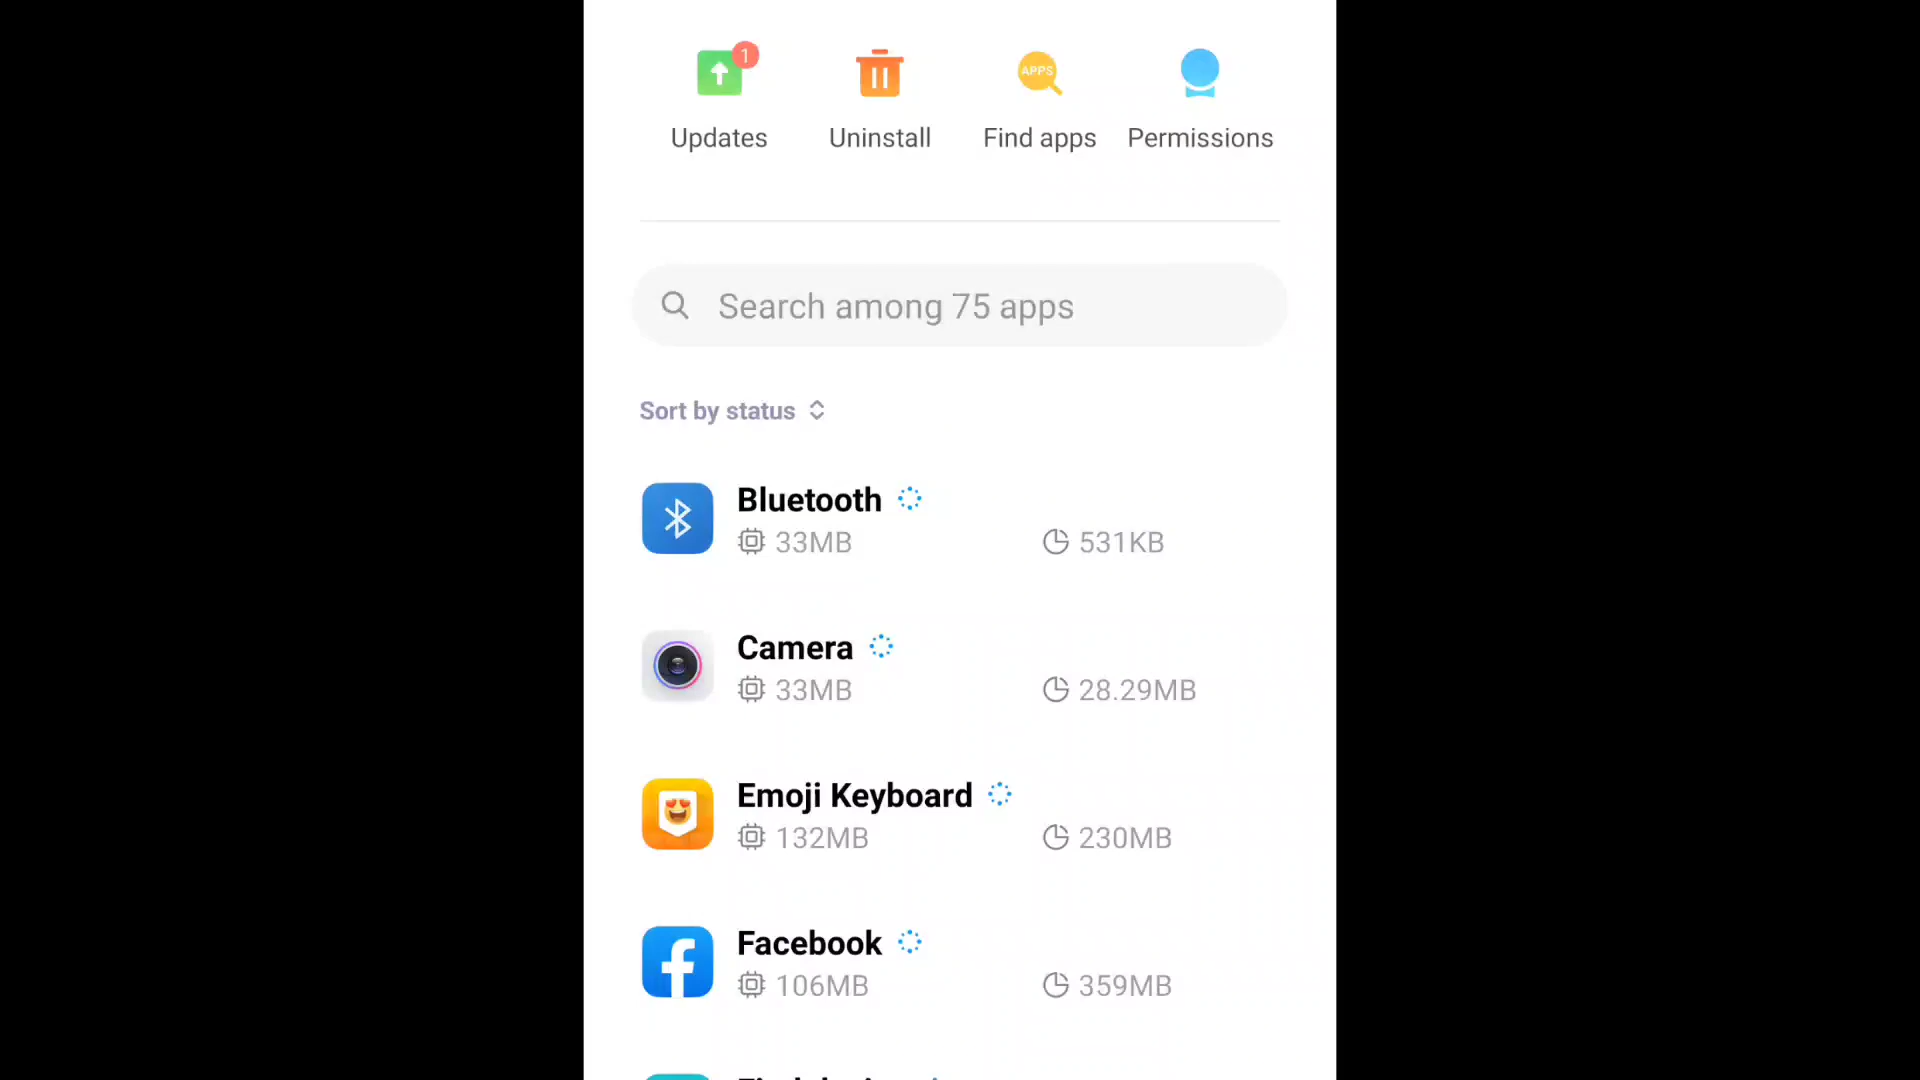 1
APPS
Updates Uninstall Find apps Permissions
Search among 75 apps
Sort by status
Bluetooth
33MB 531KB
Camera
33MB 28.29MB
Emoji Keyboard
132MB 230MB
Facebook
106MB 359MB